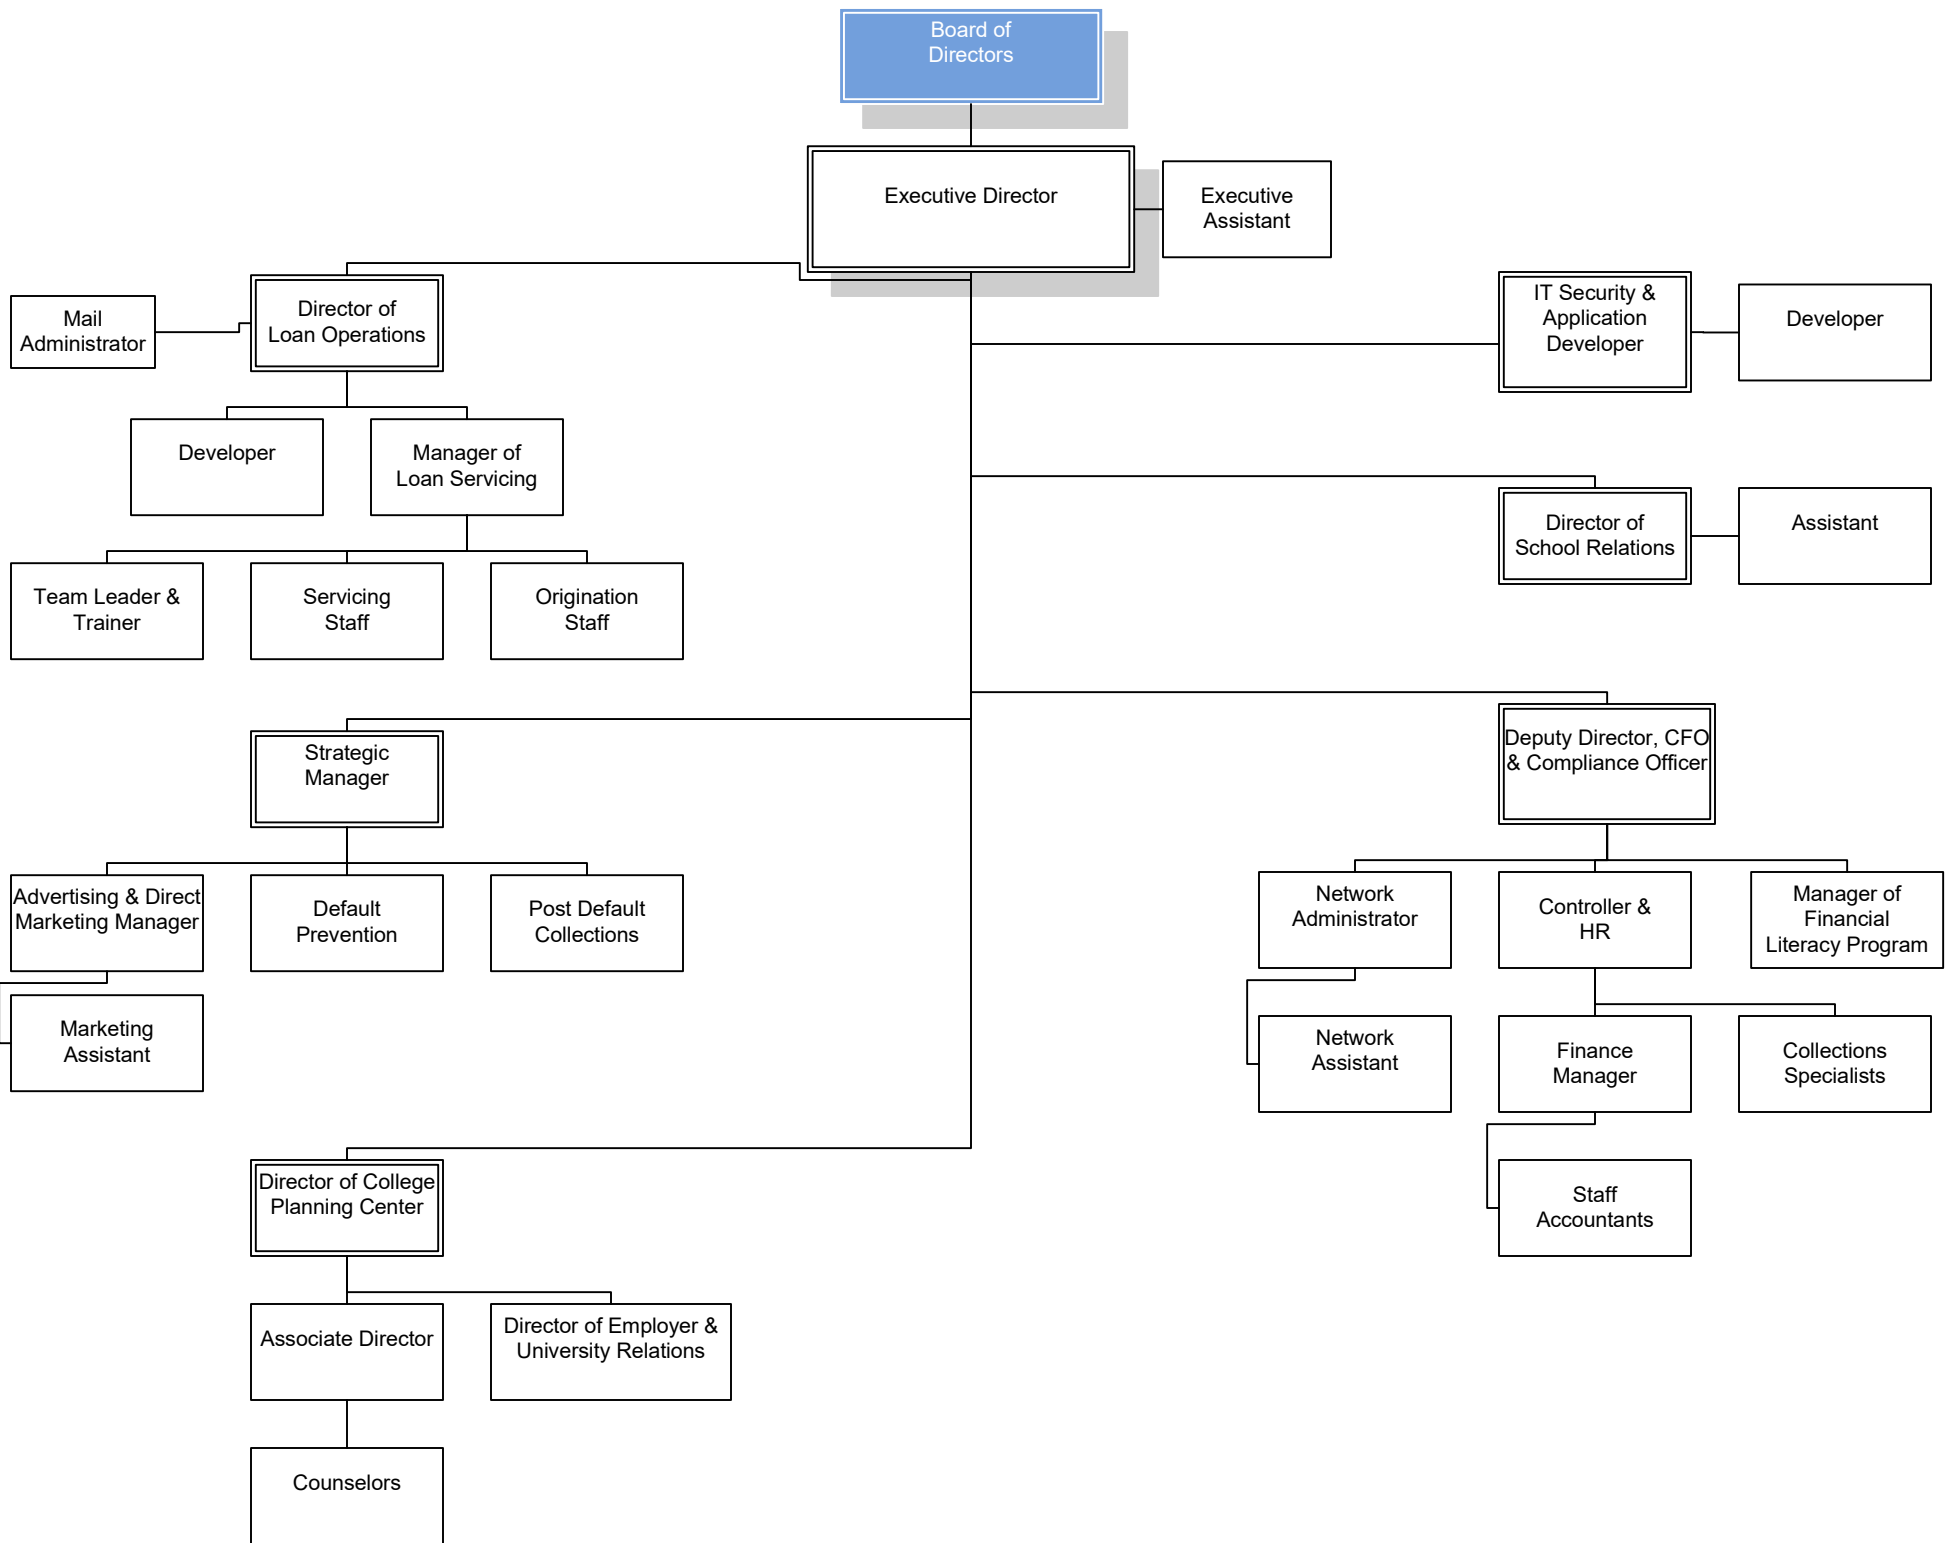 Board of
Directors
Executive Director
Executive
Assistant
Mail
Administrator
Director of
Loan Operations
IT Security &
Application
Developer
Developer
Developer
Manager of
Loan Servicing
Director of
School Relations
Assistant
Team Leader &
Trainer
Servicing
Staff
Origination
Staff
Strategic
Manager
Deputy Director, CFO
& Compliance Officer
Advertising & Direct
Marketing Manager
Default
Prevention
Post Default
Collections
Network
Administrator
Controller &
HR
Manager of
Financial
Literacy Program
Marketing
Assistant
Network
Assistant
Finance
Manager
Collections
Specialists
Director of College
Planning Center
Staff
Accountants
Associate Director
Director of Employer &
University Relations
Counselors